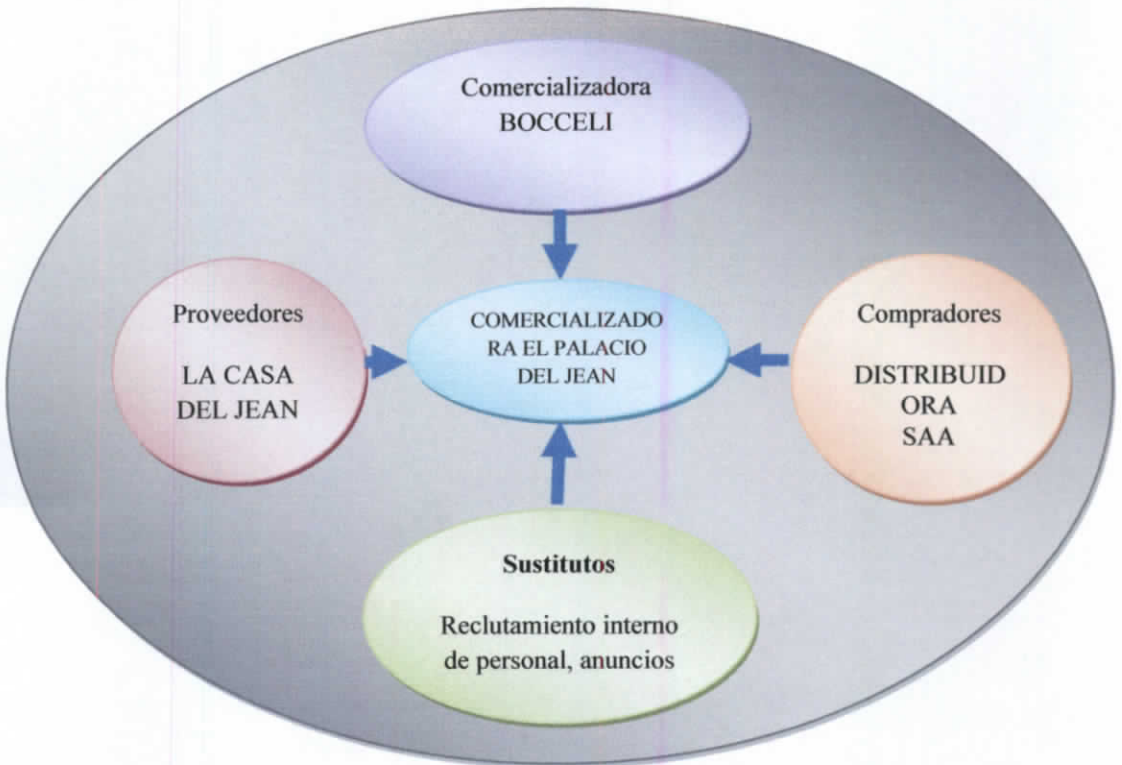 Comercializadora
BOCCELI
Proveedores
LA CASA
DEL JEAN
COMERCIALIZADO
RA EL PALACIO
DEL JEAN
Compradores
DISTRIBUID
ORA
SAA
Sustitutos
Reclutamiento interno
de personal, anuncios